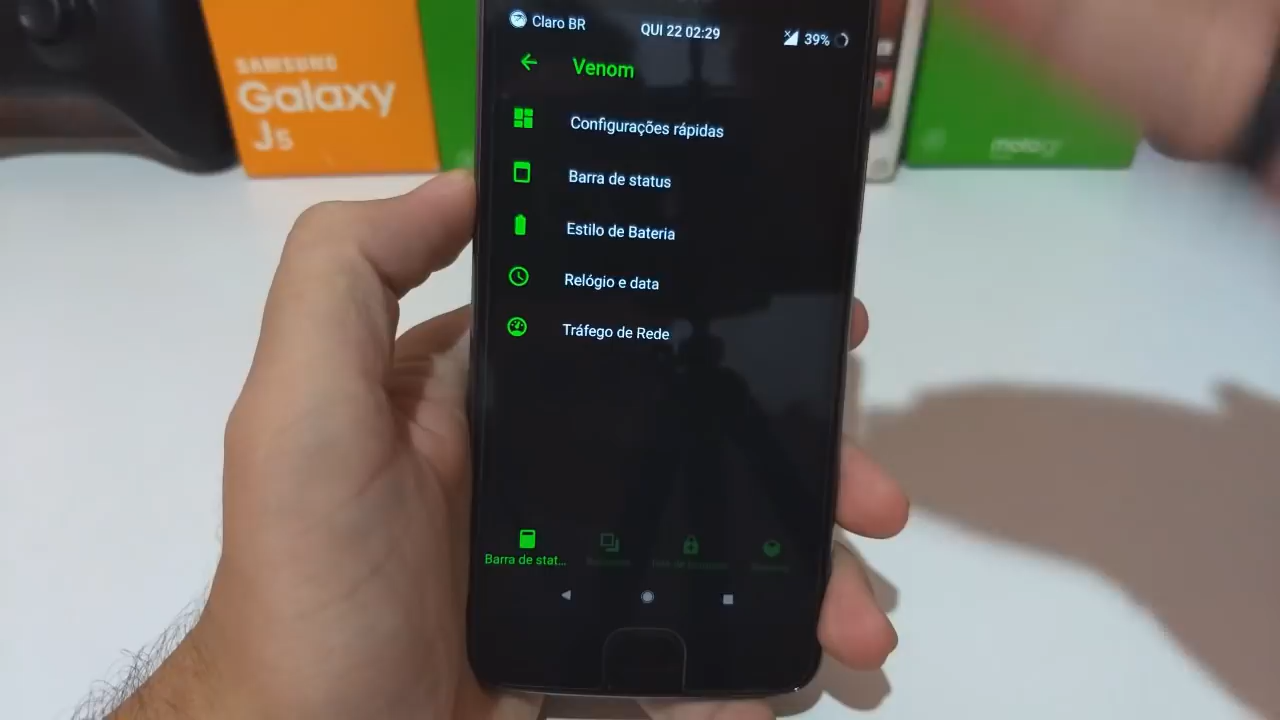 SAMSUNG
Galaxy
J5
Claro BR
QUI 22 02:29
39%
Venom
Configurações rápidas
Barra de status
Estilo de Bateria
Relógio e data
Tráfego de Rede
Barra de stat...